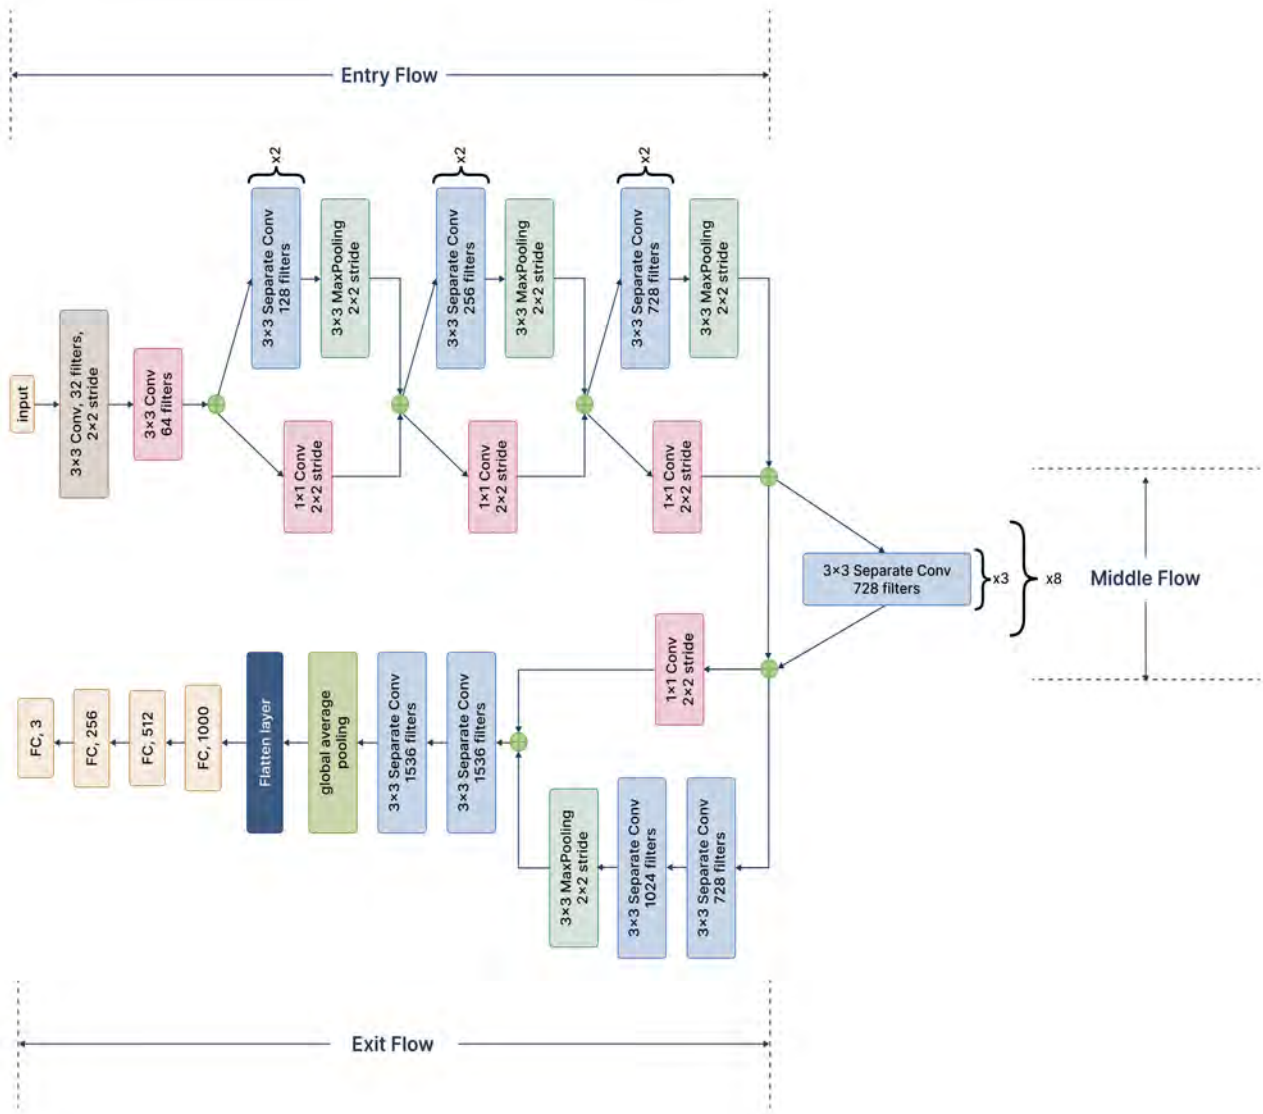 Entry Flow
x2
x2
x2
input
3×3 Conv, 32 filters,
2×2 stride
3×3 Conv
64 filters
3×3 Separate Conv
128 filters
3×3 MaxPooling
2×2 stride
1×1 Conv
2×2 stride
3×3 Separate Conv
256 filters
3×3 MaxPooling
2×2 stride
1×1 Conv
2×2 stride
3×3 Separate Conv
728 filters
3×3 MaxPooling
2×2 stride
1×1 Conv
2×2 stride
3×3 Separate Conv
728 filters
x3
x8
Middle Flow
1×1 Conv
2×2 stride
3×3 Separate Conv
728 filters
3×3 Separate Conv
1024 filters
3×3 MaxPooling
2×2 stride
3×3 Separate Conv
1536 filters
3×3 Separate Conv
1536 filters
global average
pooling
Flatten layer
FC, 1000
FC, 512
FC, 256
FC, 3
Exit Flow